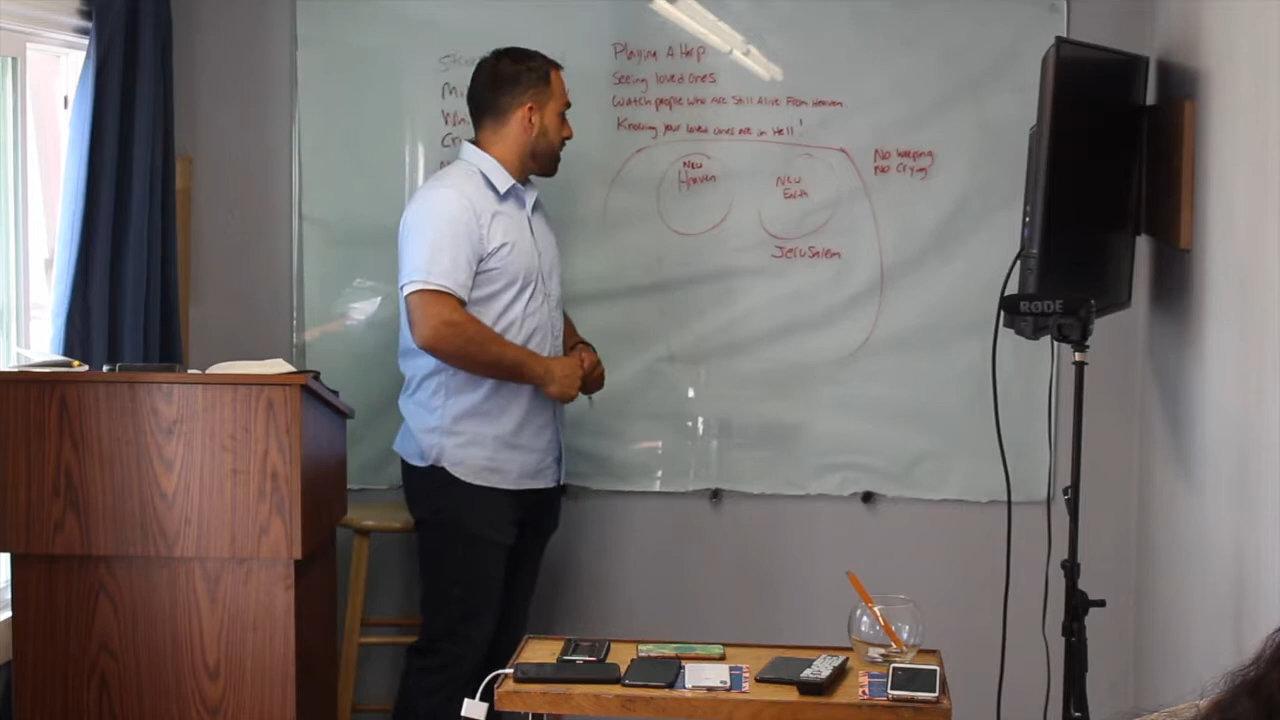 Playing A Harp
Seeing loved ones
Watch people who Are Still Alive From Heaven.
Knowing your loved ones are in Hell!
No weeping
No Crying
New
Heaven
New
Earth
Jerusalem
RØDE